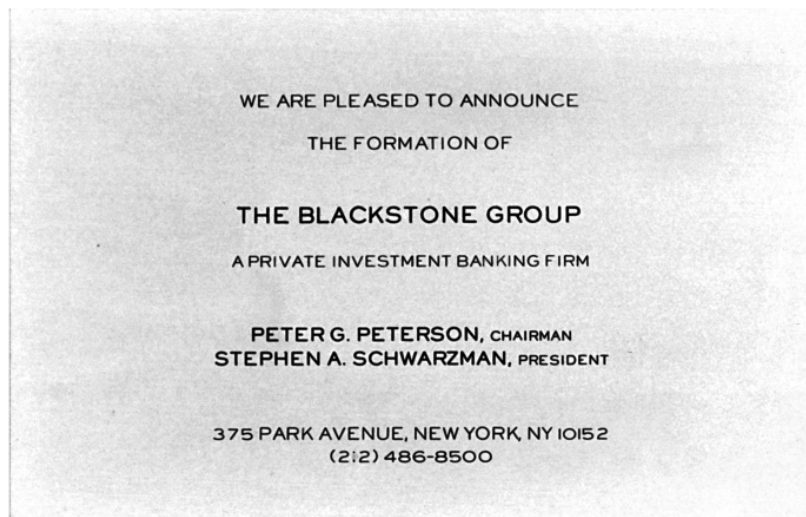 WE ARE PLEASED TO ANNOUNCE
THE FORMATION OF
THE BLACKSTONE GROUP
A PRIVATE INVESTMENT BANKING FIRM
PETER G. PETERSON, CHAIRMAN
STEPHEN A. SCHWARZMAN, PRESIDENT
375 PARK AVENUE, NEW YORK, NY 10152
(212) 486-8500